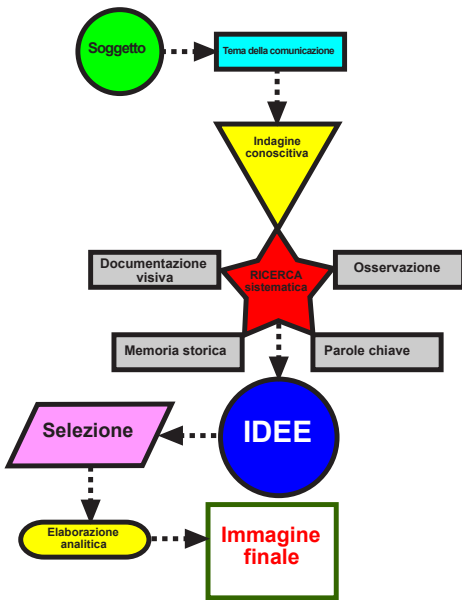 Soggetto
Tema della comunicazione
Indagine
conoscitiva
Documentazione
visiva
RICERCA
sistematica
Osservazione
Memoria storica
Parole chiave
IDEE
Selezione
Elaborazione
analitica
Immagine
finale